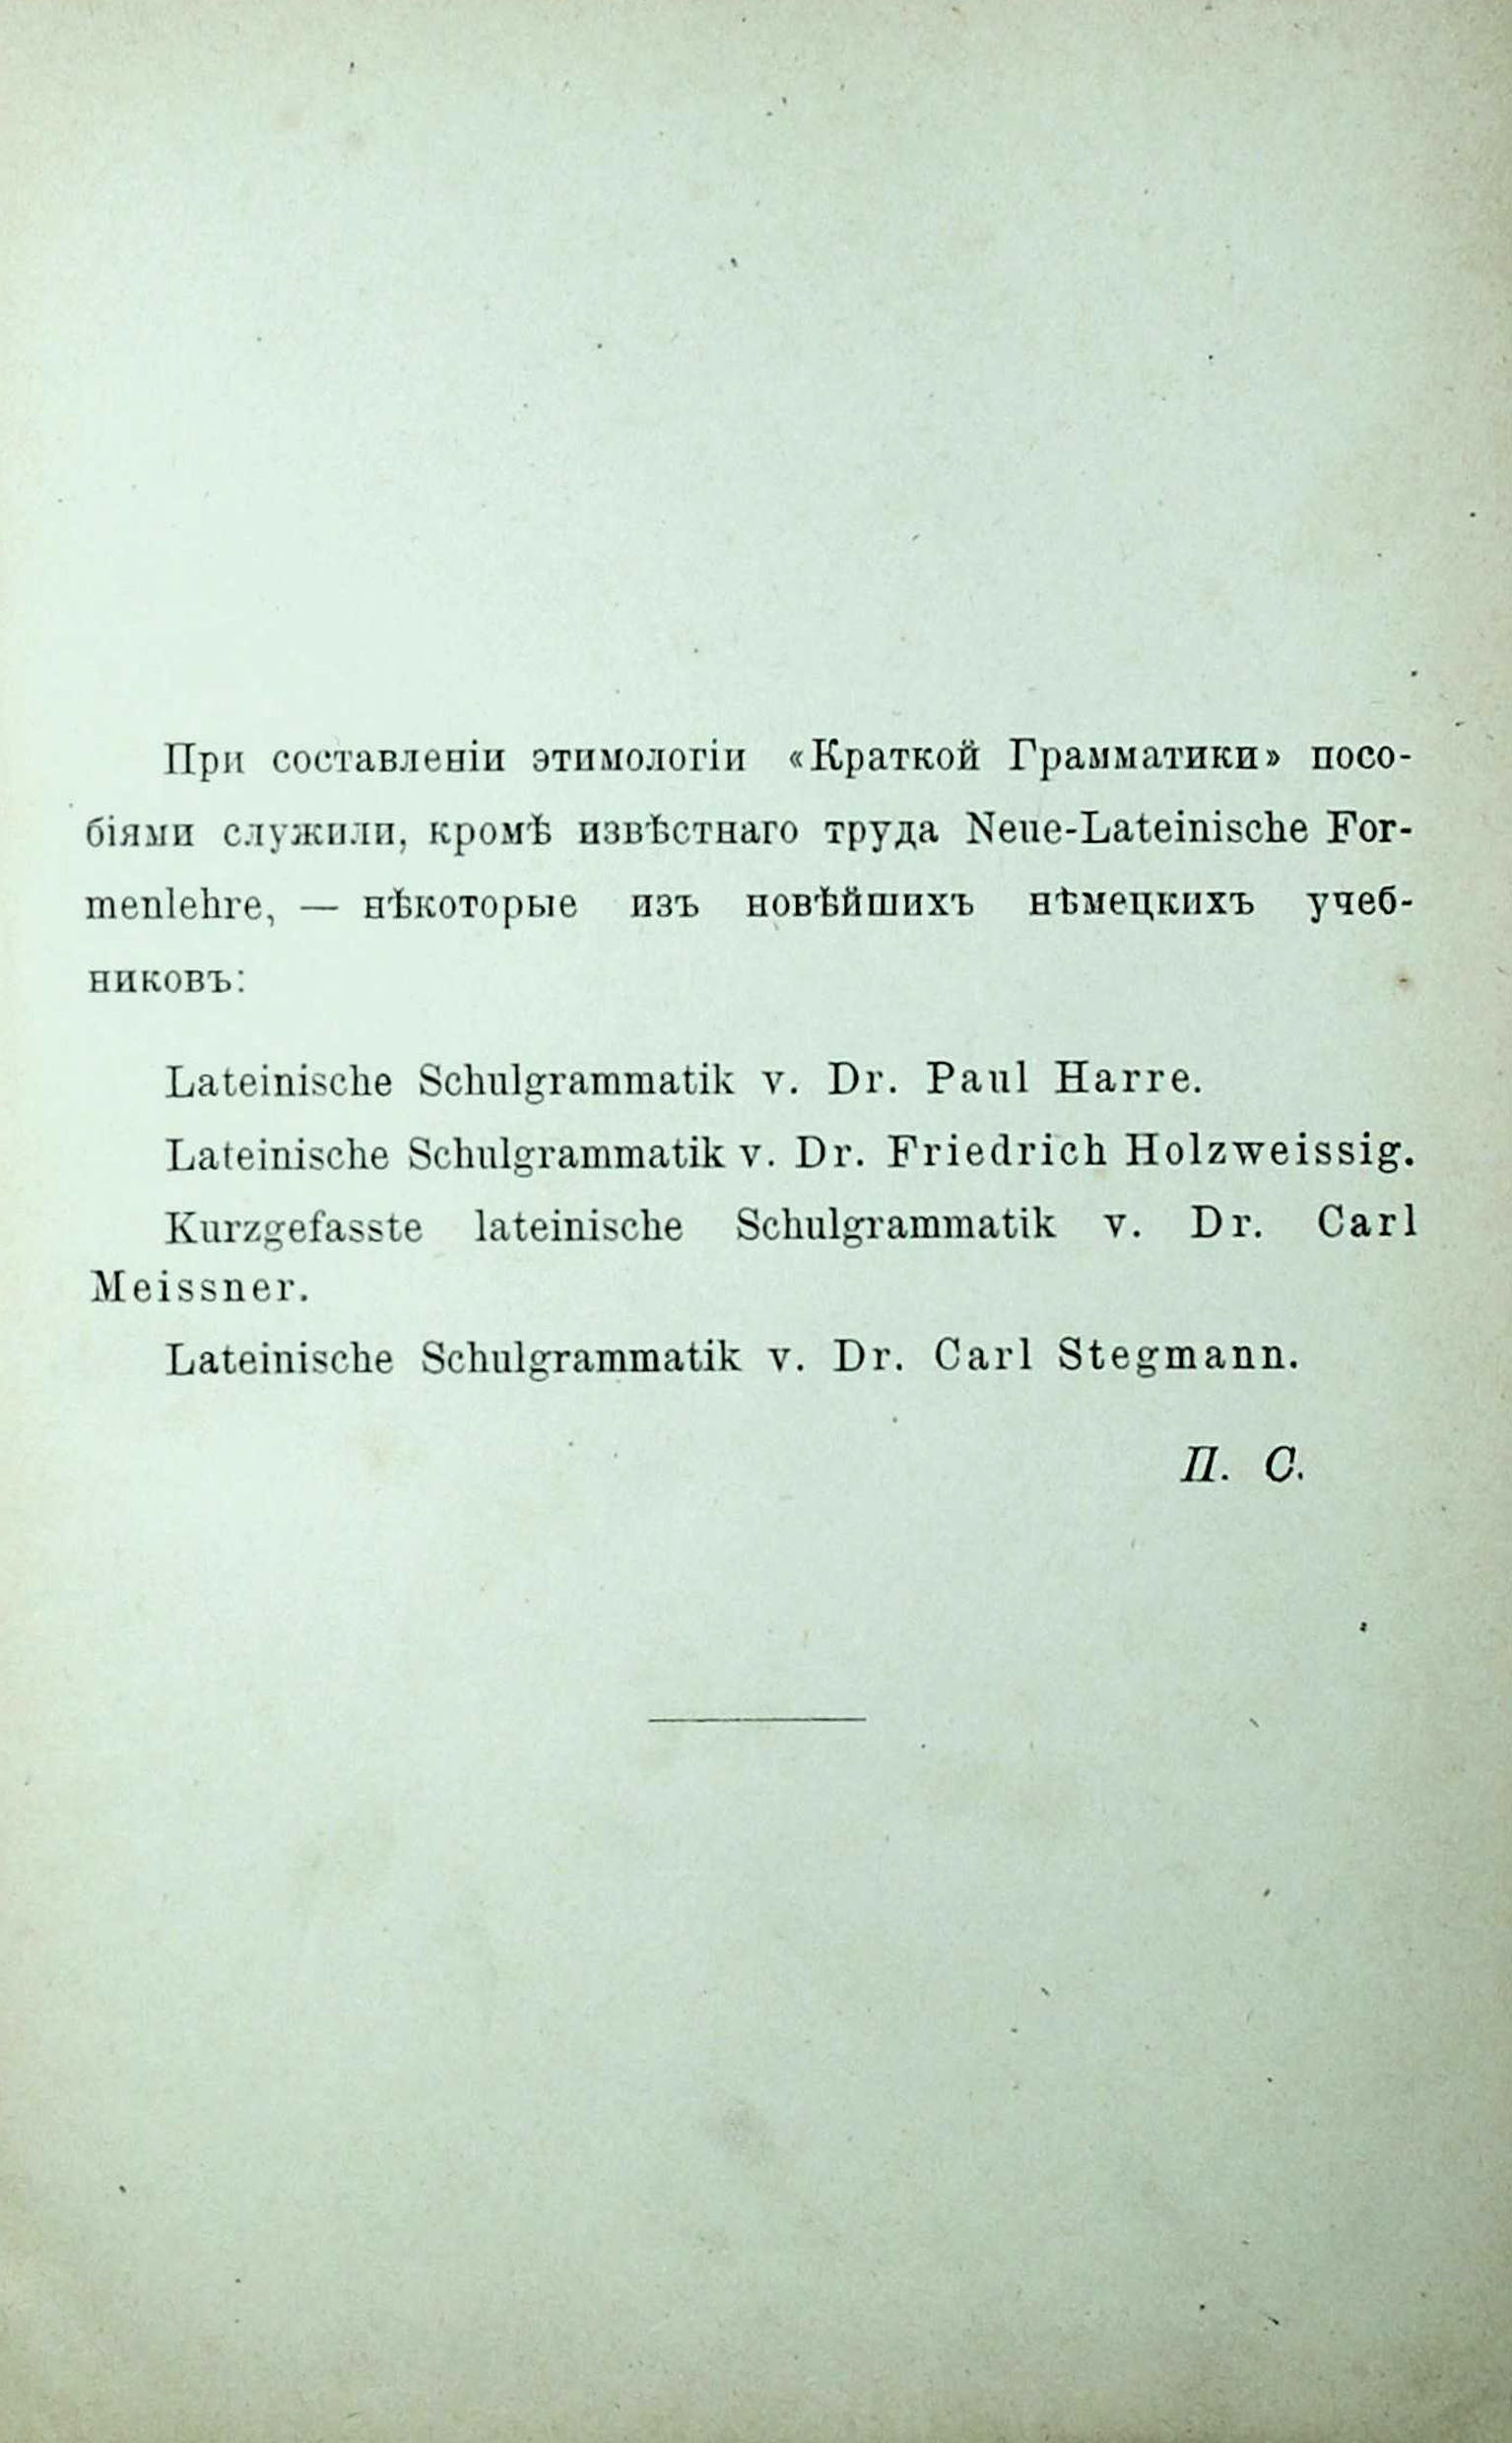 При составленіи этимологіи «Краткой Грамматики» посо-
біями служили, кромѣ извѣстнаго труда Neue-Lateinische For-
menlehre, — нѣкоторые изъ новѣйшихъ нѣмецкихъ учеб-
никовъ:
Lateinische Schulgrammatik v. Dr. Paul Harre.
Lateinische Schulgrammatik v. Dr. Friedrich Holzweissig.
Kurzgefasste lateinische Schulgrammatik v. Dr. Carl
Meissner.
Lateinische Schulgrammatik v. Dr. Carl Stegmann.
П. С.